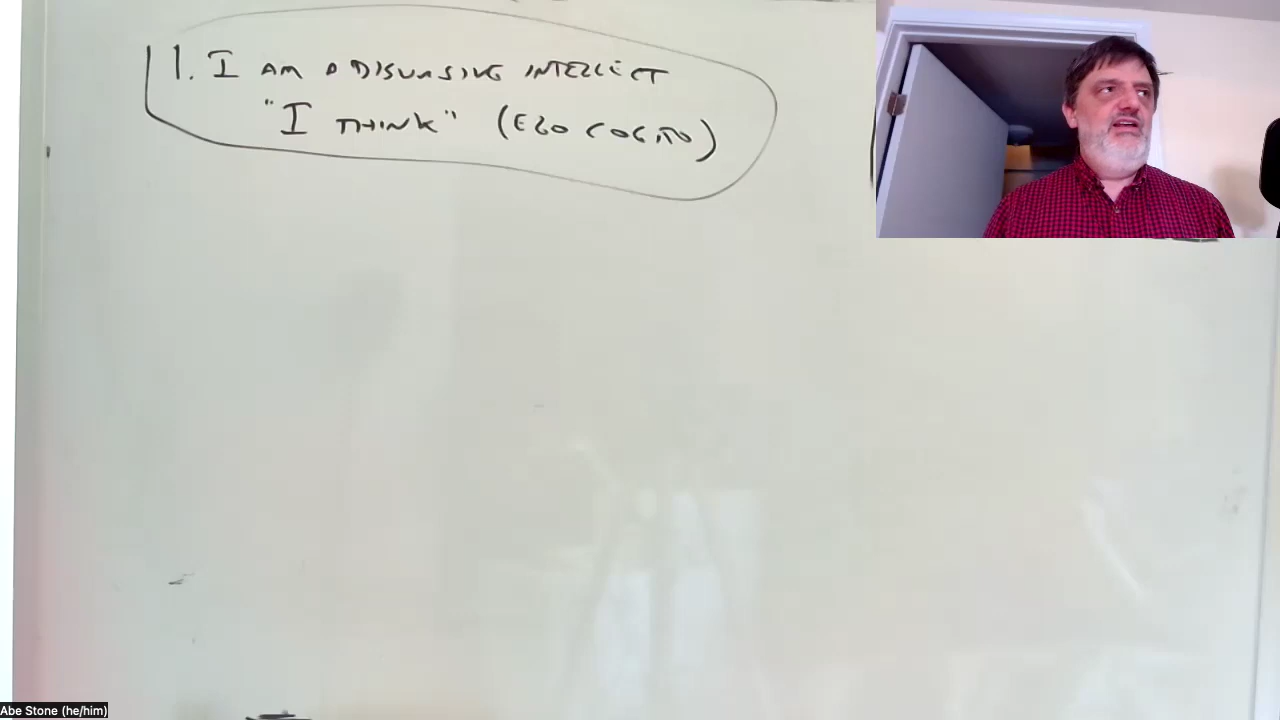 1. I AM A DISCURSIVE INTELLECT
"I THINK" (EGO COGITO)
Abe Stone (he/him)